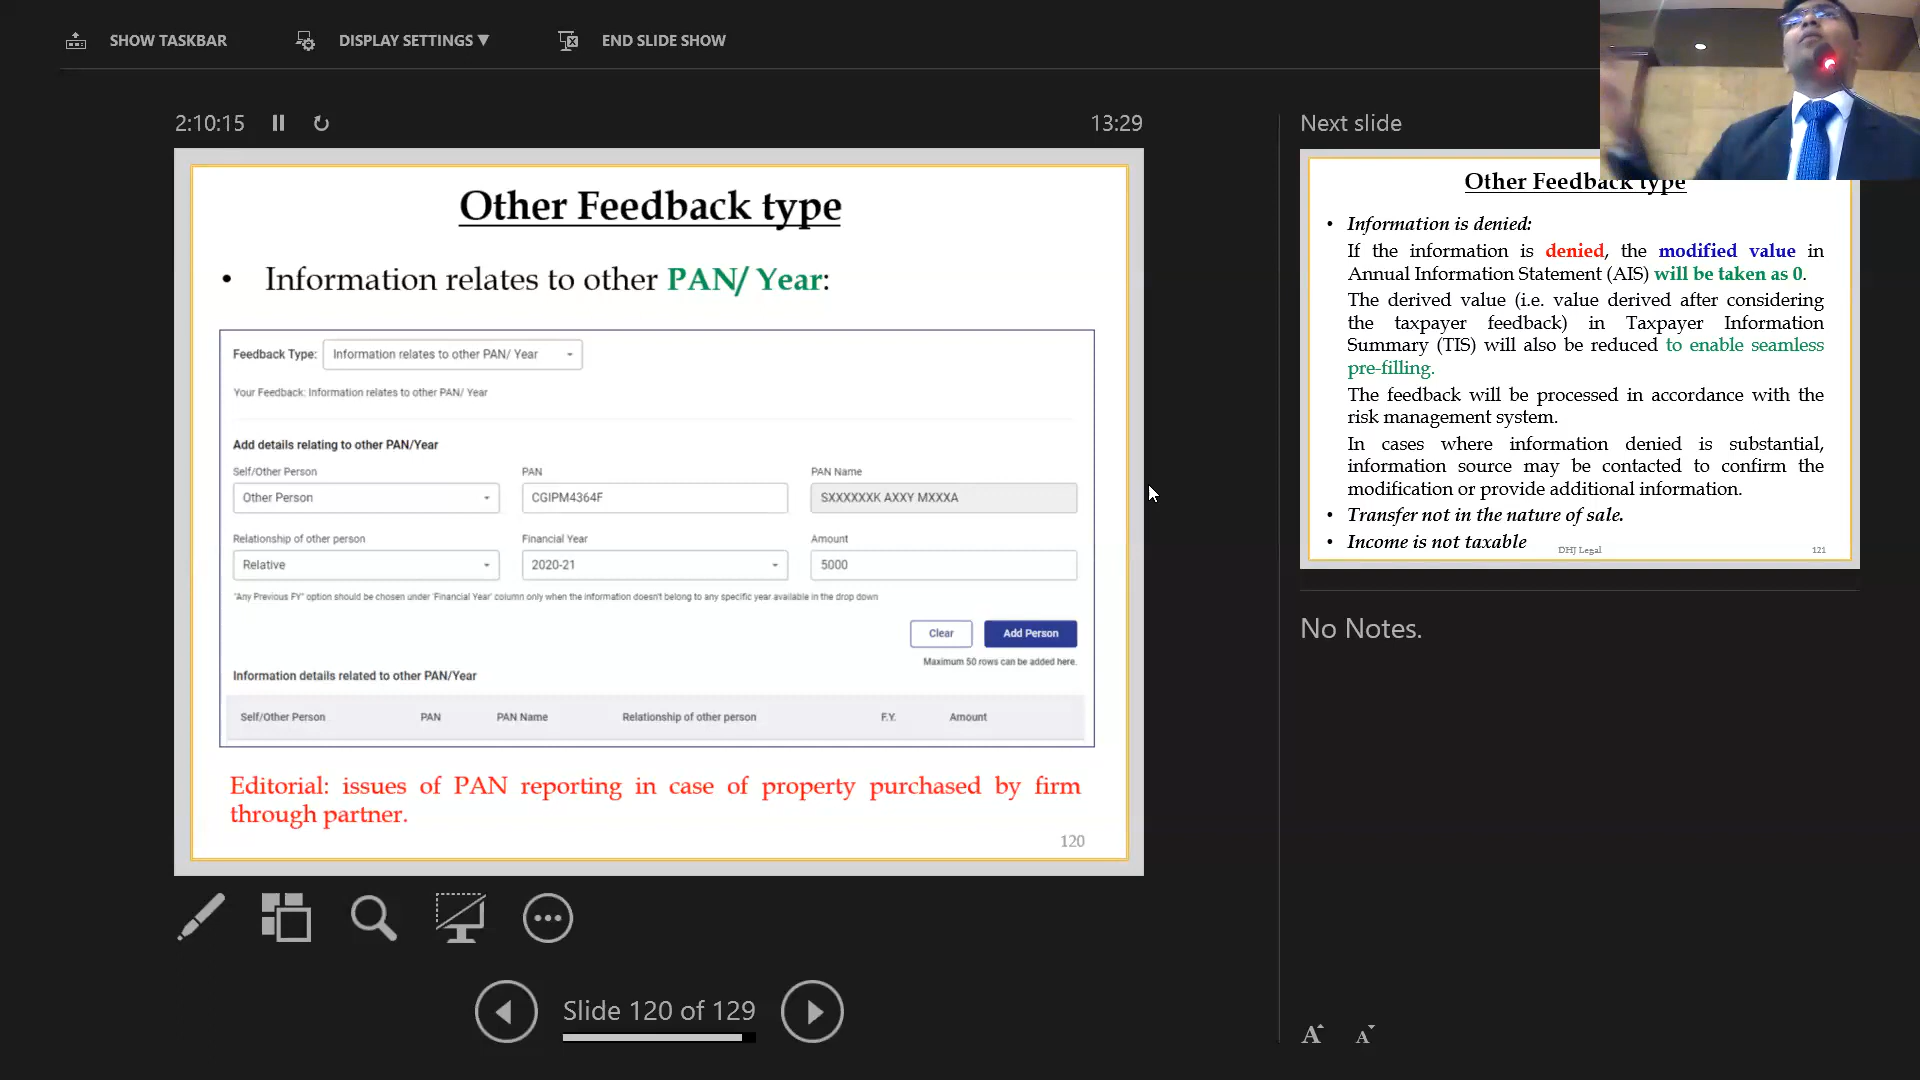 SHOW TASKBAR
DISPLAY SETTINGS ▼
END SLIDE SHOW
2:10:15
13:29
Other Feedback type
• Information relates to other PAN/ Year:
Feedback Type: Information relates to other PAN/ Year
Your Feedback: Information relates to other PAN/ Year
Add details relating to other PAN/Year
Self/Other Person PAN PAN Name
Other Person CGIPM4364F SXXXXXXK AXXY MXXXA
Relationship of other person Financial Year Amount
Relative 2020-21 5000
"Any Previous FY" option should be chosen under 'Financial Year' column only when the information doesn't belong to any specific year available in the drop down
Clear Add Person
Maximum 50 rows can be added here.
Information details related to other PAN/Year
Self/Other Person PAN PAN Name Relationship of other person F.Y. Amount
Editorial: issues of PAN reporting in case of property purchased by firm
through partner.
120
Slide 120 of 129
Next slide
Other Feedback type
• Information is denied:
If the information is denied, the modified value in
Annual Information Statement (AIS) will be taken as 0.
The derived value (i.e. value derived after considering
the taxpayer feedback) in Taxpayer Information
Summary (TIS) will also be reduced to enable seamless
pre-filling.
The feedback will be processed in accordance with the
risk management system.
In cases where information denied is substantial,
information source may be contacted to confirm the
modification or provide additional information.
• Transfer not in the nature of sale.
• Income is not taxable
DHJ Legal 121
No Notes.
A A